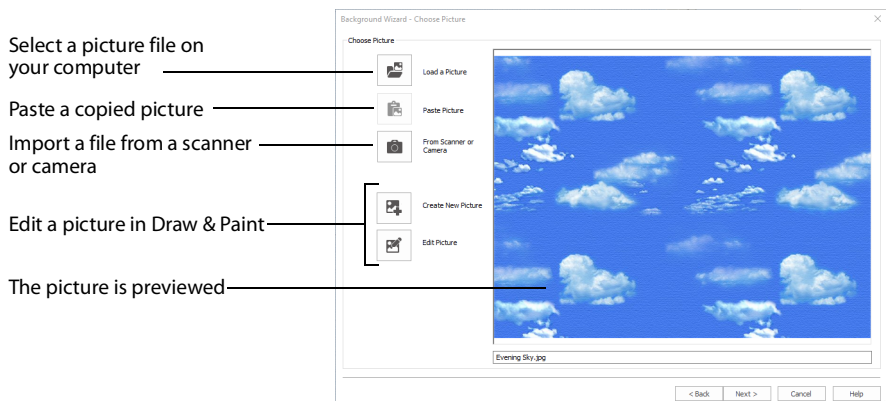 Background Wizard - Choose Picture
Choose Picture
Select a picture file on
your computer
Load a Picture
Paste a copied picture
Paste Picture
Import a file from a scanner
or camera
From Scanner or
Camera
Edit a picture in Draw & Paint
Create New Picture
Edit Picture
The picture is previewed
Evening Sky.jpg
< Back
Next >
Cancel
Help